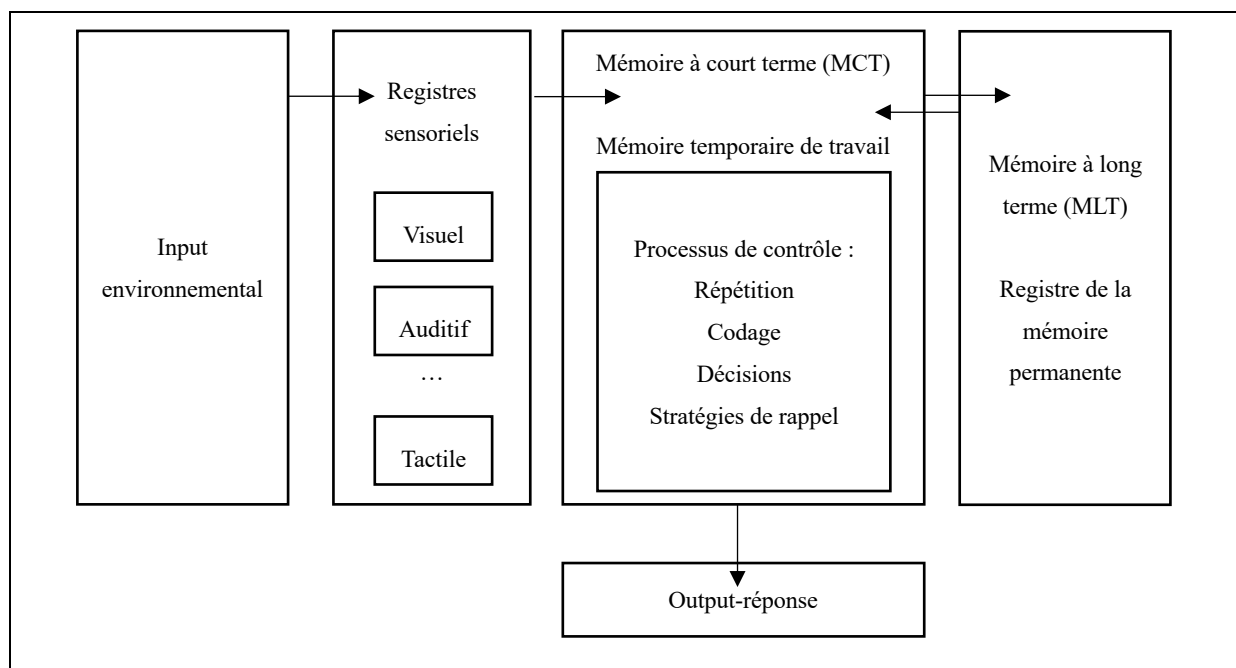 Input
environnemental
Registres
sensoriels
Visuel
Auditif
…
Tactile
Mémoire à court terme (MCT)
Mémoire temporaire de travail
Processus de contrôle :
Répétition
Codage
Décisions
Stratégies de rappel
Mémoire à long
terme (MLT)
Registre de la
mémoire
permanente
Output-réponse